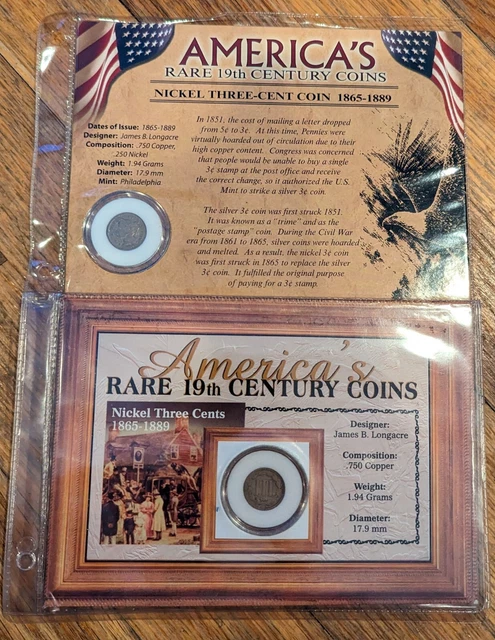 AMERICA'S
RARE 19th CENTURY COINS
NICKEL THREE-CENT COIN 1865-1889
Dates of Issue: 1865-1889
Designer: James B. Longacre
Composition: .750 Copper,
.250 Nickel
Weight: 1.94 Grams
Diameter: 17.9 mm
Mint: Philadelphia
In 1851, the cost of mailing a letter dropped
from 5¢ to 3¢. At this time, Pennies were
virtually hoarded out of circulation due to their
high copper content. Congress was concerned
that people would be unable to buy a single
3¢ stamp at the post office and receive
the correct change, so it authorized the U.S.
Mint to strike a silver 3¢ coin.
The silver 3¢ coin was first struck 1851.
It was known as a "trime" and as the
"postage stamp" coin. During the Civil War
era from 1861 to 1865, silver coins were hoarded
and melted. As a result, the nickel 3¢ coin
was first struck in 1865 to replace the silver
3¢ coin. It fulfilled the original purpose
of paying for a 3¢ stamp.
America's
RARE 19th CENTURY COINS
Nickel Three Cents
1865-1889
Designer:
James B. Longacre
Composition:
.750 Copper
Weight:
1.94 Grams
Diameter:
17.9 mm
III